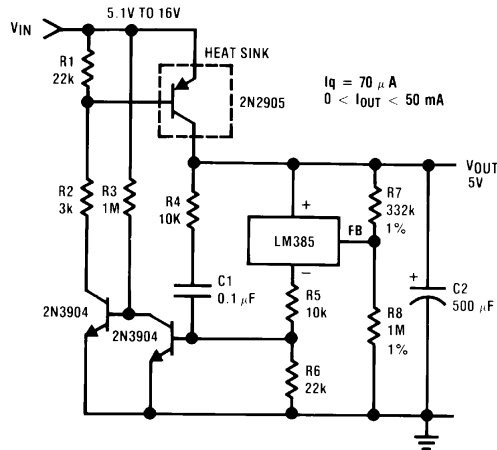 5.1V TO 16V
VIN
R1
22k
HEAT SINK
2N2905
Iq = 70 µA
0 < IOUT < 50 mA
VOUT
5V
R2
3k
R3
1M
R4
10K
+
LM385
−
FB
R7
332k
1%
C1
0.1 µF
R5
10k
+
C2
500 µF
R8
1M
1%
2N3904
2N3904
R6
22k